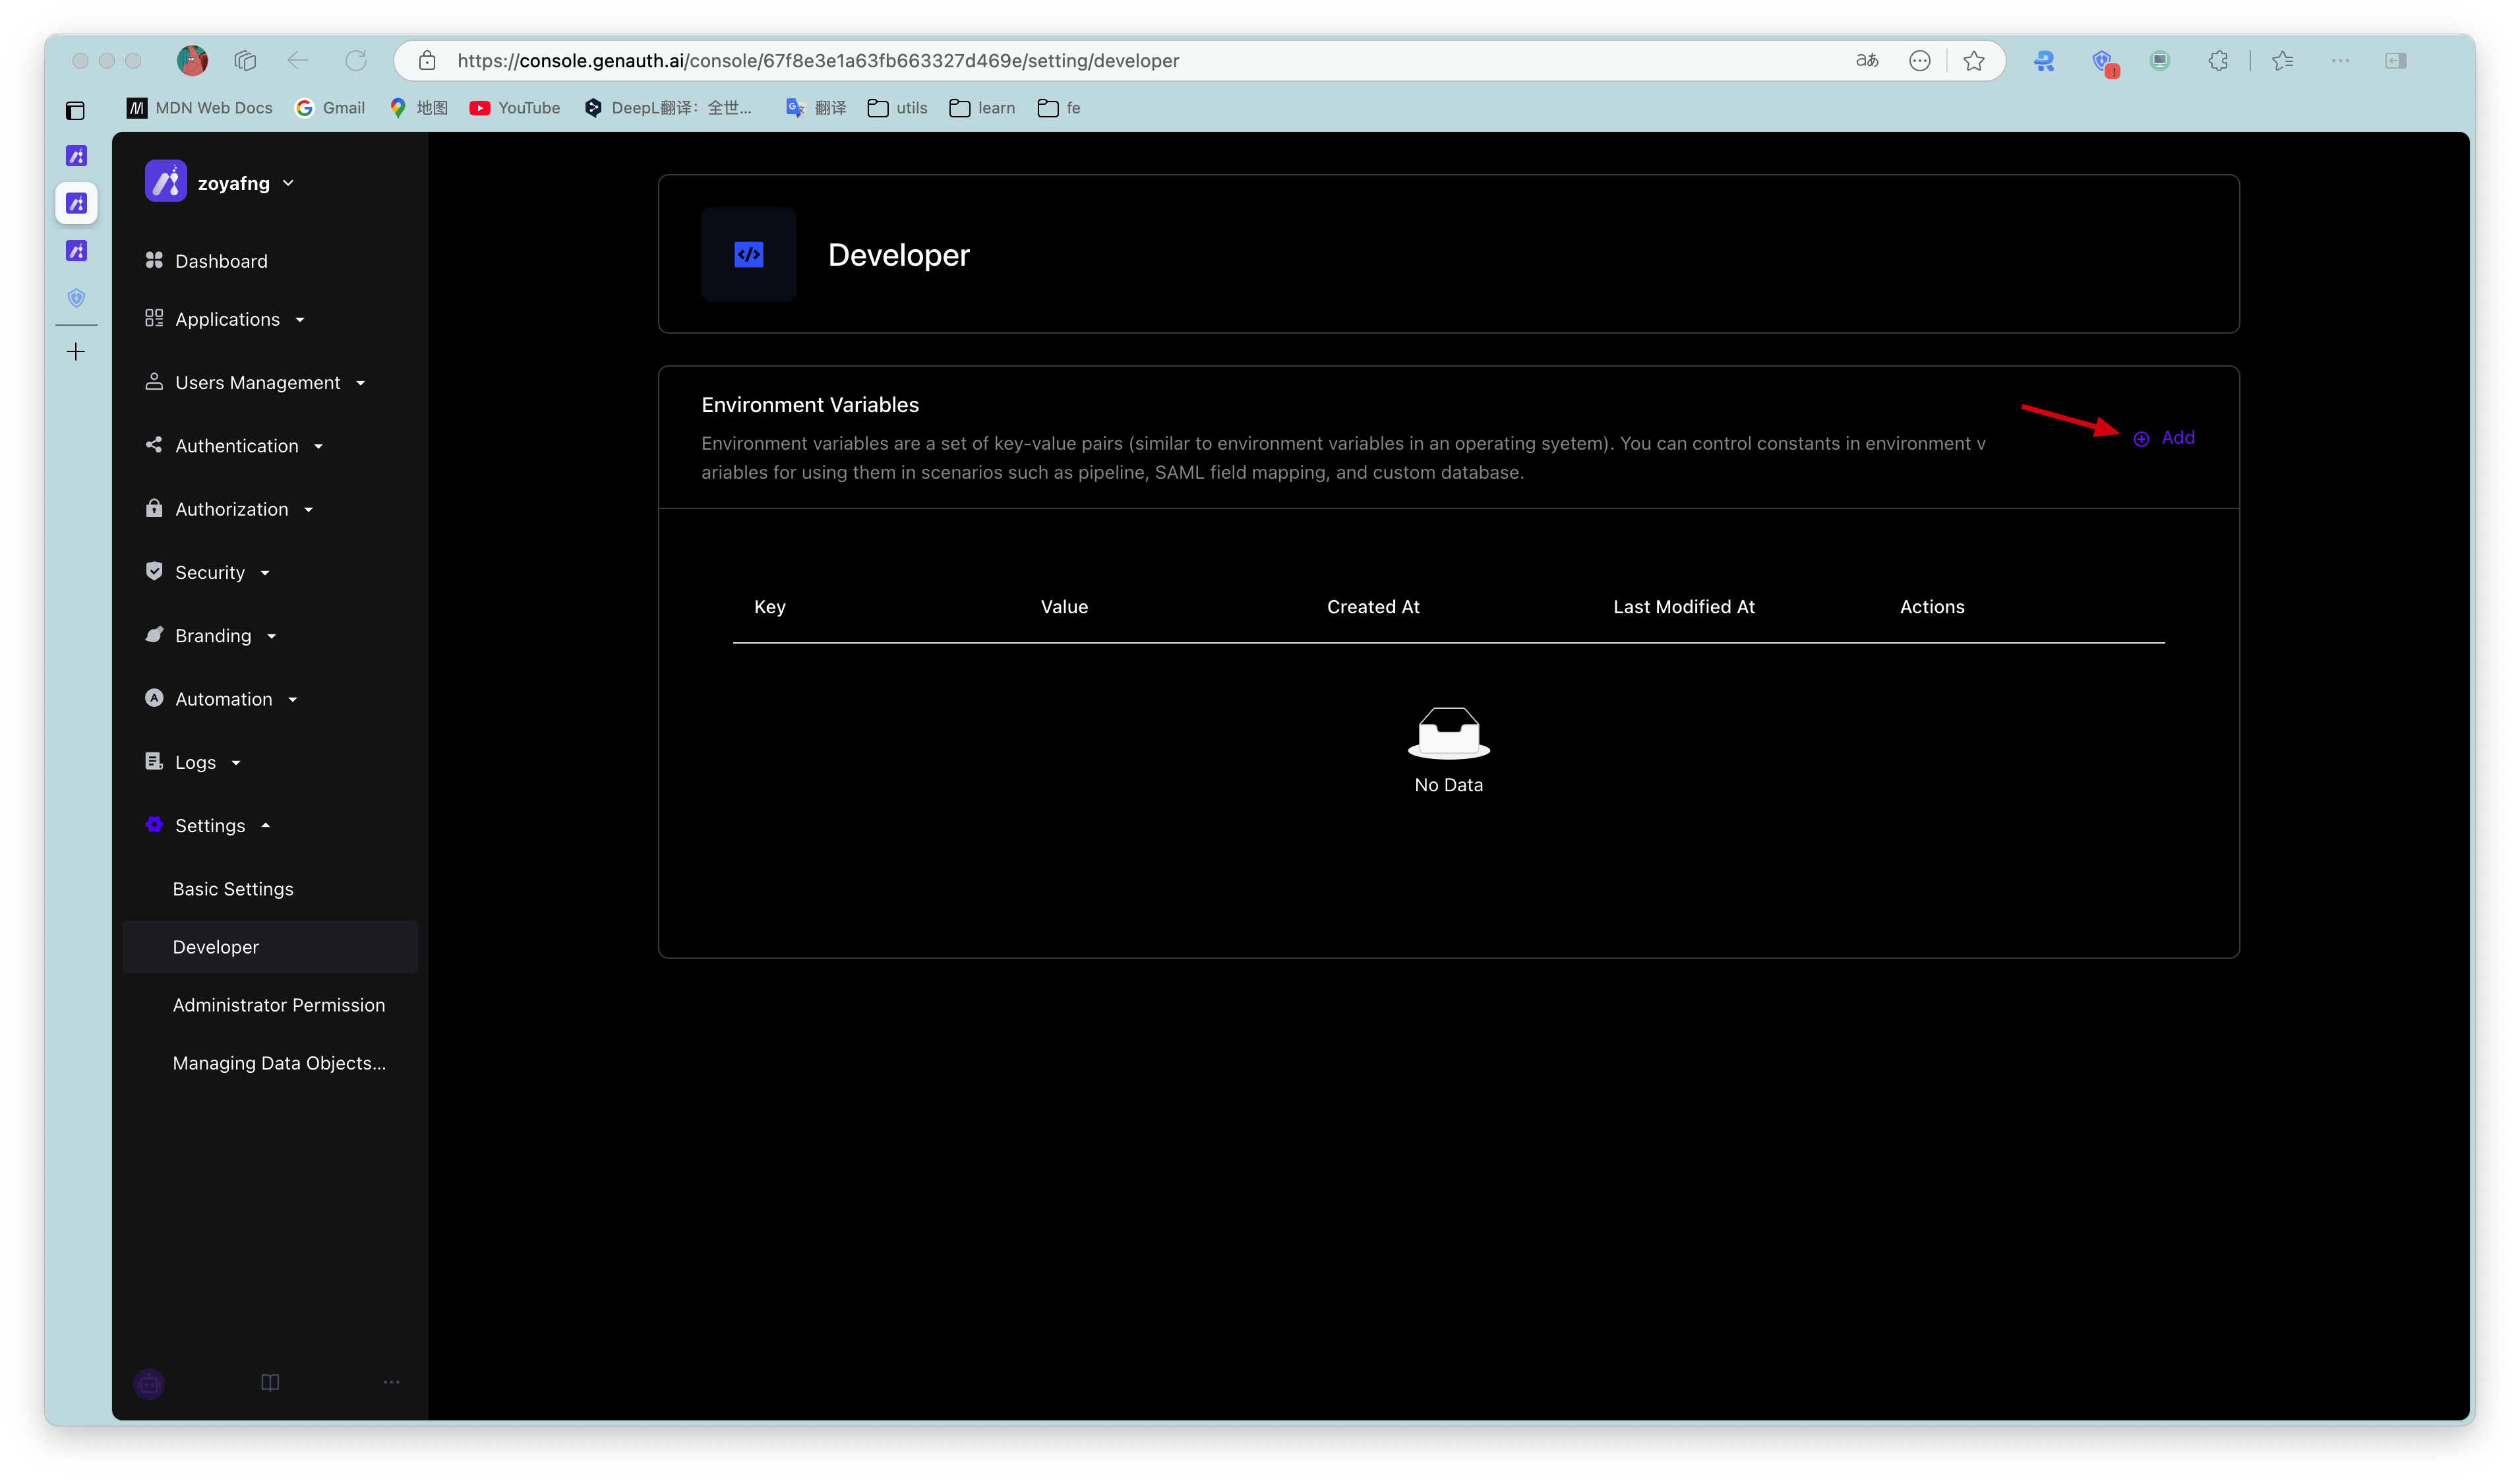 https://console.genauth.ai/console/67f8e3e1a63fb663327d469e/setting/developer
aあ
MDN Web Docs
Gmail
地图
YouTube
DeepL翻译：全世...
翻译
utils
learn
fe
zoyafng
Dashboard
Applications
Users Management
Authentication
Authorization
Security
Branding
Automation
Logs
Settings
Basic Settings
Developer
Administrator Permission
Managing Data Objects...
Developer
Environment Variables
Environment variables are a set of key-value pairs (similar to environment variables in an operating syetem). You can control constants in environment v
ariables for using them in scenarios such as pipeline, SAML field mapping, and custom database.
Add
Key Value Created At Last Modified At Actions
No Data